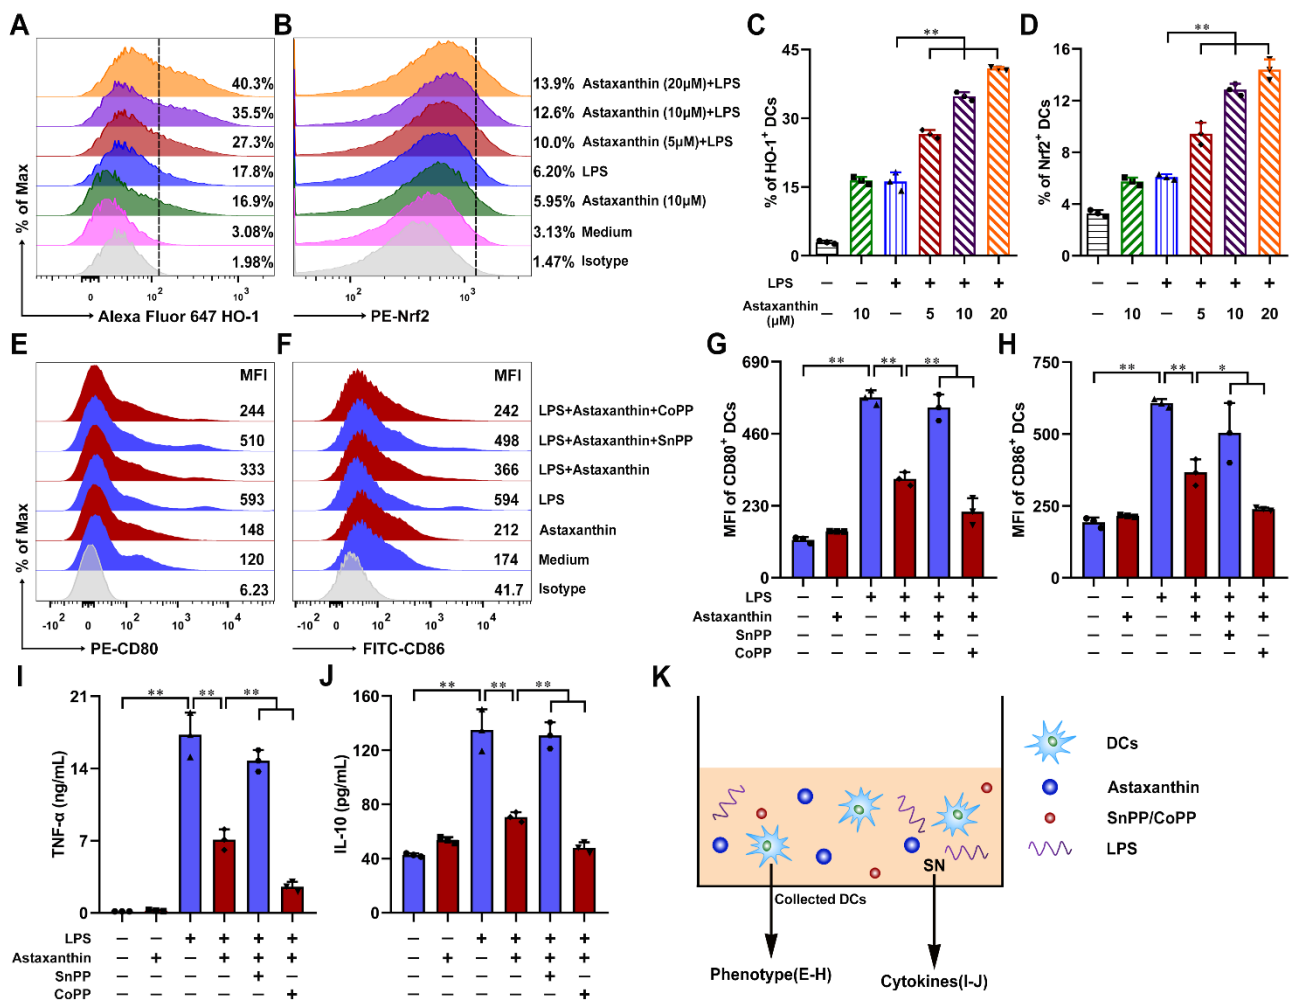 A
% of Max
40.3%
35.5%
27.3%
17.8%
16.9%
3.08%
1.98%
0 10² 10³
Alexa Fluor 647 HO-1
B
13.9% Astaxanthin (20μM)+LPS
12.6% Astaxanthin (10μM)+LPS
10.0% Astaxanthin (5μM)+LPS
6.20% LPS
5.95% Astaxanthin (10μM)
3.13% Medium
1.47% Isotype
10² 10³
PE-Nrf2
C
% of HO-1⁺ DCs
45
30
15
0
**
LPS − − + + + +
Astaxanthin − 10 − 5 10 20
(μM)
D
% of Nrf2⁺ DCs
16
12
8
4
0
**
− − + + + +
− 10 − 5 10 20
E
% of Max
MFI
244
510
333
593
148
120
6.23
-10² 0 10² 10³ 10⁴
PE-CD80
F
MFI
242 LPS+Astaxanthin+CoPP
498 LPS+Astaxanthin+SnPP
366 LPS+Astaxanthin
594 LPS
212 Astaxanthin
174 Medium
41.7 Isotype
-10² 0 10² 10³ 10⁴
FITC-CD86
G
MFI of CD80⁺ DCs
690
460
230
0
** ** **
LPS − − + + + +
Astaxanthin − + − + + +
SnPP − − − − + −
CoPP − − − − − +
H
MFI of CD86⁺ DCs
750
500
250
0
** ** *
− − + + + +
− + − + + +
− − − − + −
− − − − − +
I
TNF-α (ng/mL)
21
14
7
0
** ** **
LPS − − + + + +
Astaxanthin − + − + + +
SnPP − − − − + −
CoPP − − − − − +
J
IL-10 (pg/mL)
160
120
80
40
0
** ** **
− − + + + +
− + − + + +
− − − − + −
− − − − − +
K
DCs
Astaxanthin
SnPP/CoPP
LPS
SN
Collected DCs
Phenotype(E-H)
Cytokines(I-J)